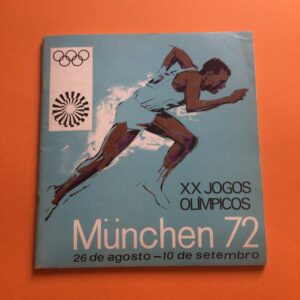 XX JOGOS
OLÍMPICOS
München 72
26 de agosto — 10 de setembro